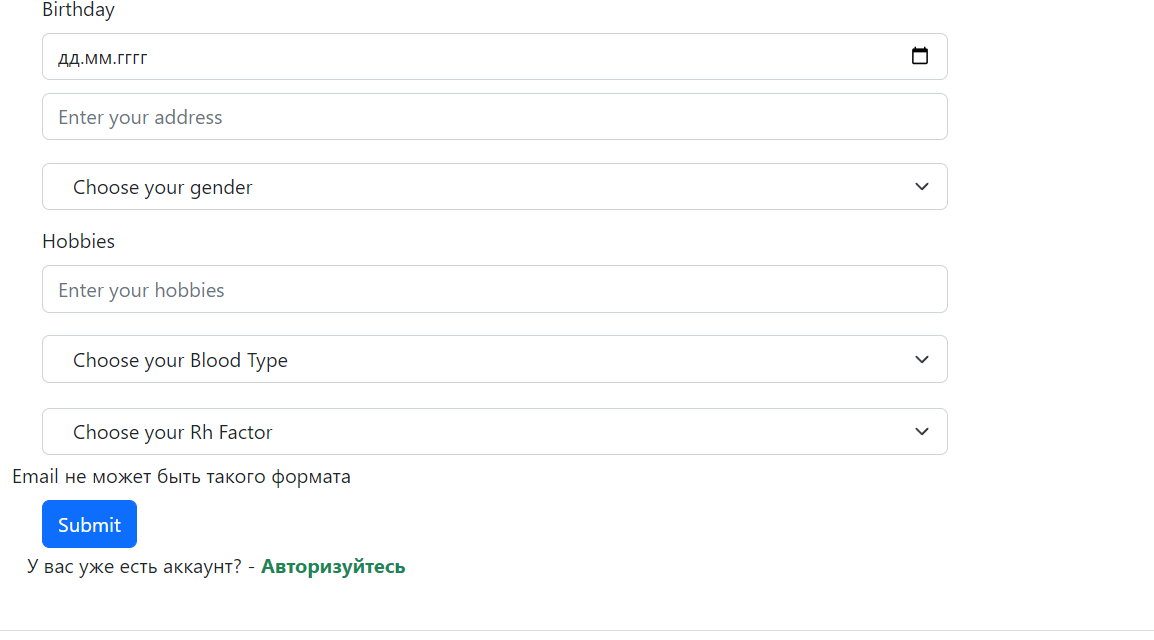 Birthday
дд.мм.гггг
Enter your address
Choose your gender
Hobbies
Enter your hobbies
Choose your Blood Type
Choose your Rh Factor
Email не может быть такого формата
Submit
У вас уже есть аккаунт? - Авторизуйтесь